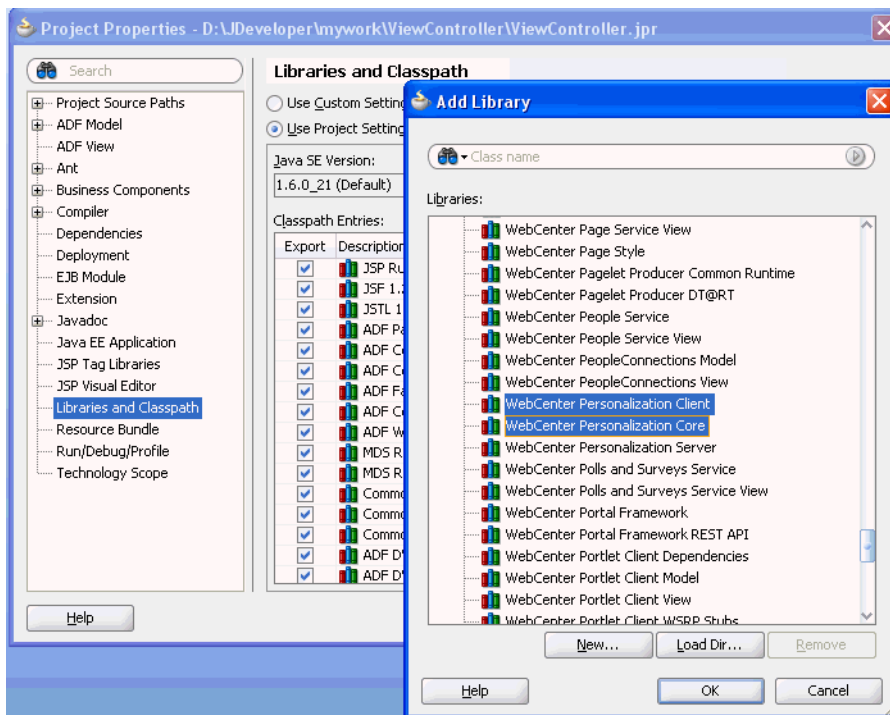 Project Properties - D:\JDeveloper\mywork\ViewController\ViewController.jpr
Search
Project Source Paths
ADF Model
ADF View
Ant
Business Components
Compiler
Dependencies
Deployment
EJB Module
Extension
Javadoc
Java EE Application
JSP Tag Libraries
JSP Visual Editor
Libraries and Classpath
Resource Bundle
Run/Debug/Profile
Technology Scope
Help
Libraries and Classpath
Use Custom Setting
Use Project Setting
Java SE Version:
1.6.0_21 (Default)
Classpath Entries:
Export Description
JSP Ru
JSF 1.
JSTL 1
ADF Pa
ADF C
ADF C
ADF Fa
ADF C
ADF W
MDS R
MDS R
Commo
Commo
Commo
ADF D
ADF D
Add Library
Class name
Libraries:
WebCenter Page Service View
WebCenter Page Style
WebCenter Pagelet Producer Common Runtime
WebCenter Pagelet Producer DT@RT
WebCenter People Service
WebCenter People Service View
WebCenter PeopleConnections Model
WebCenter PeopleConnections View
WebCenter Personalization Client
WebCenter Personalization Core
WebCenter Personalization Server
WebCenter Polls and Surveys Service
WebCenter Polls and Surveys Service View
WebCenter Portal Framework
WebCenter Portal Framework REST API
WebCenter Portlet Client Dependencies
WebCenter Portlet Client Model
WebCenter Portlet Client View
WebCenter Portlet Client WSRP Stubs
New... Load Dir... Remove
Help OK Cancel